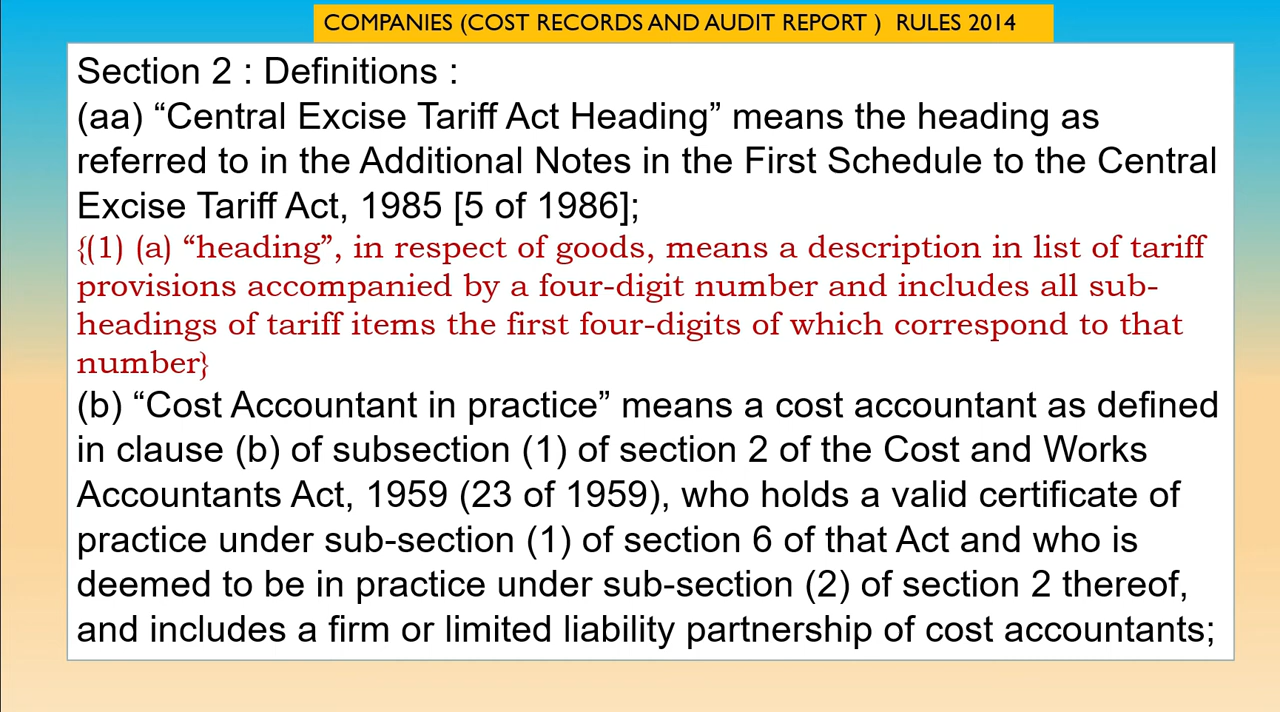 COMPANIES (COST RECORDS AND AUDIT REPORT ) RULES 2014
Section 2 : Definitions :
(aa) “Central Excise Tariff Act Heading” means the heading as
referred to in the Additional Notes in the First Schedule to the Central
Excise Tariff Act, 1985 [5 of 1986];
{(1) (a) “heading”, in respect of goods, means a description in list of tariff
provisions accompanied by a four-digit number and includes all sub-
headings of tariff items the first four-digits of which correspond to that
number}
(b) “Cost Accountant in practice” means a cost accountant as defined
in clause (b) of subsection (1) of section 2 of the Cost and Works
Accountants Act, 1959 (23 of 1959), who holds a valid certificate of
practice under sub-section (1) of section 6 of that Act and who is
deemed to be in practice under sub-section (2) of section 2 thereof,
and includes a firm or limited liability partnership of cost accountants;